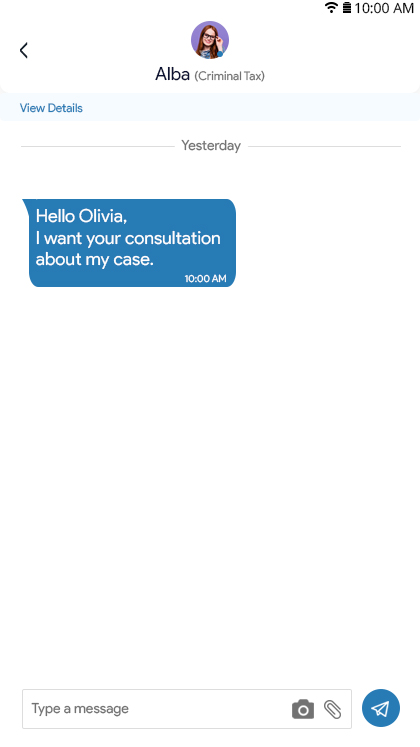 10:00 AM
Alba (Criminal Tax)
View Details
Yesterday
Hello Olivia,
I want your consultation
about my case.
10:00 AM
Type a message